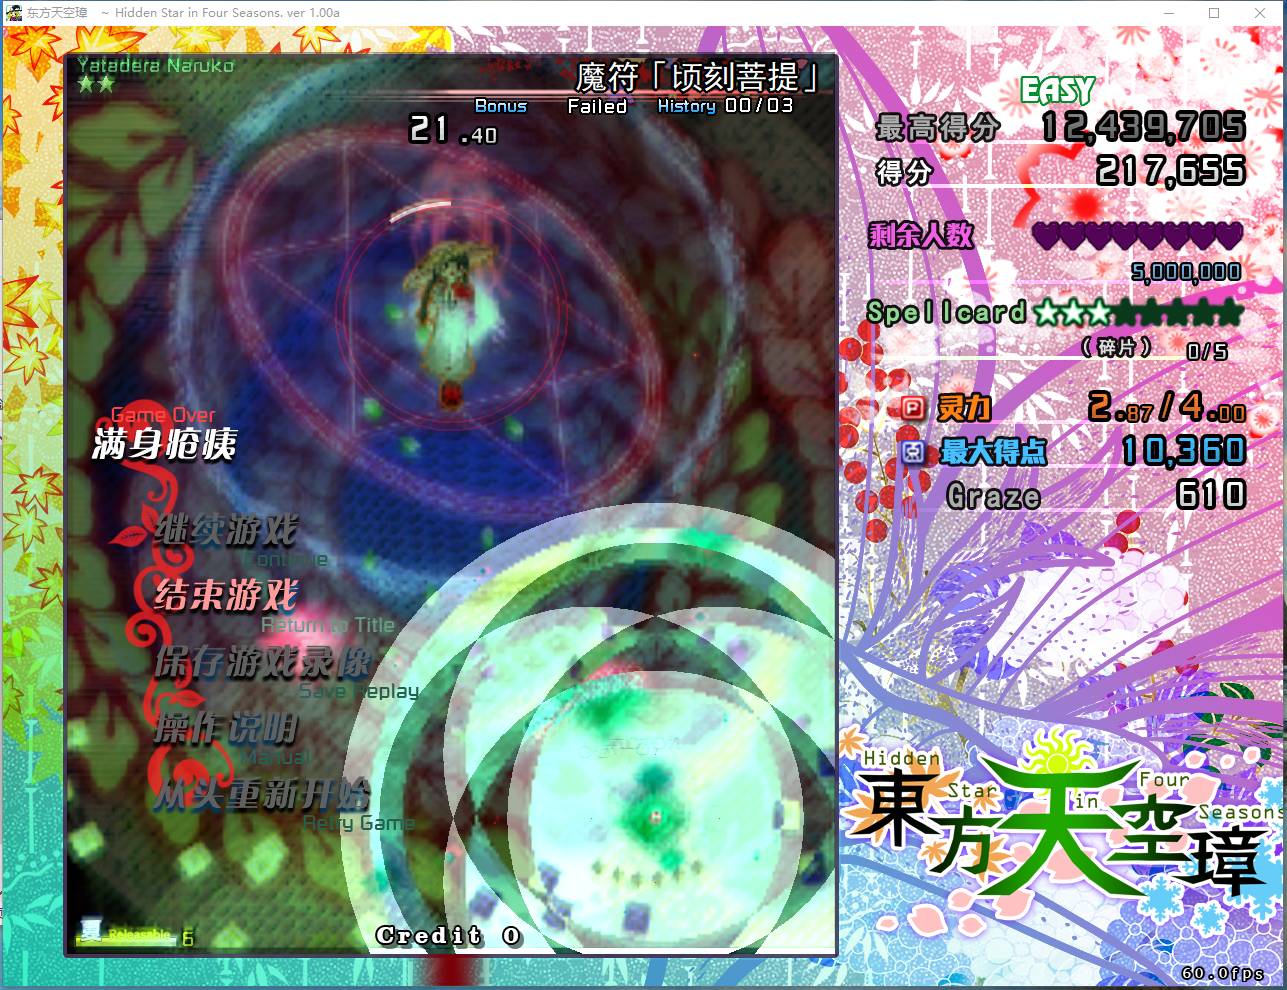 东方天空璋 ~ Hidden Star in Four Seasons. ver 1.00a
Yatadera Naruko
魔符「顷刻菩提」
Bonus Failed History 00/03
21.40
EASY
最高得分 12,439,705
得分 217,655
剩余人数
5,000,000
Spellcard
(碎片) 0/5
灵力 2.87/4.00
最大得点 10,360
Graze 610
Game Over
满身疮痍
继续游戏
Continue
结束游戏
Return to Title
保存游戏录像
Save Replay
操作说明
Manual
从头重新开始
Retry Game
夏 Releasable 6
Credit 0
Hidden Star in Four Seasons
東方天空璋
60.0fps